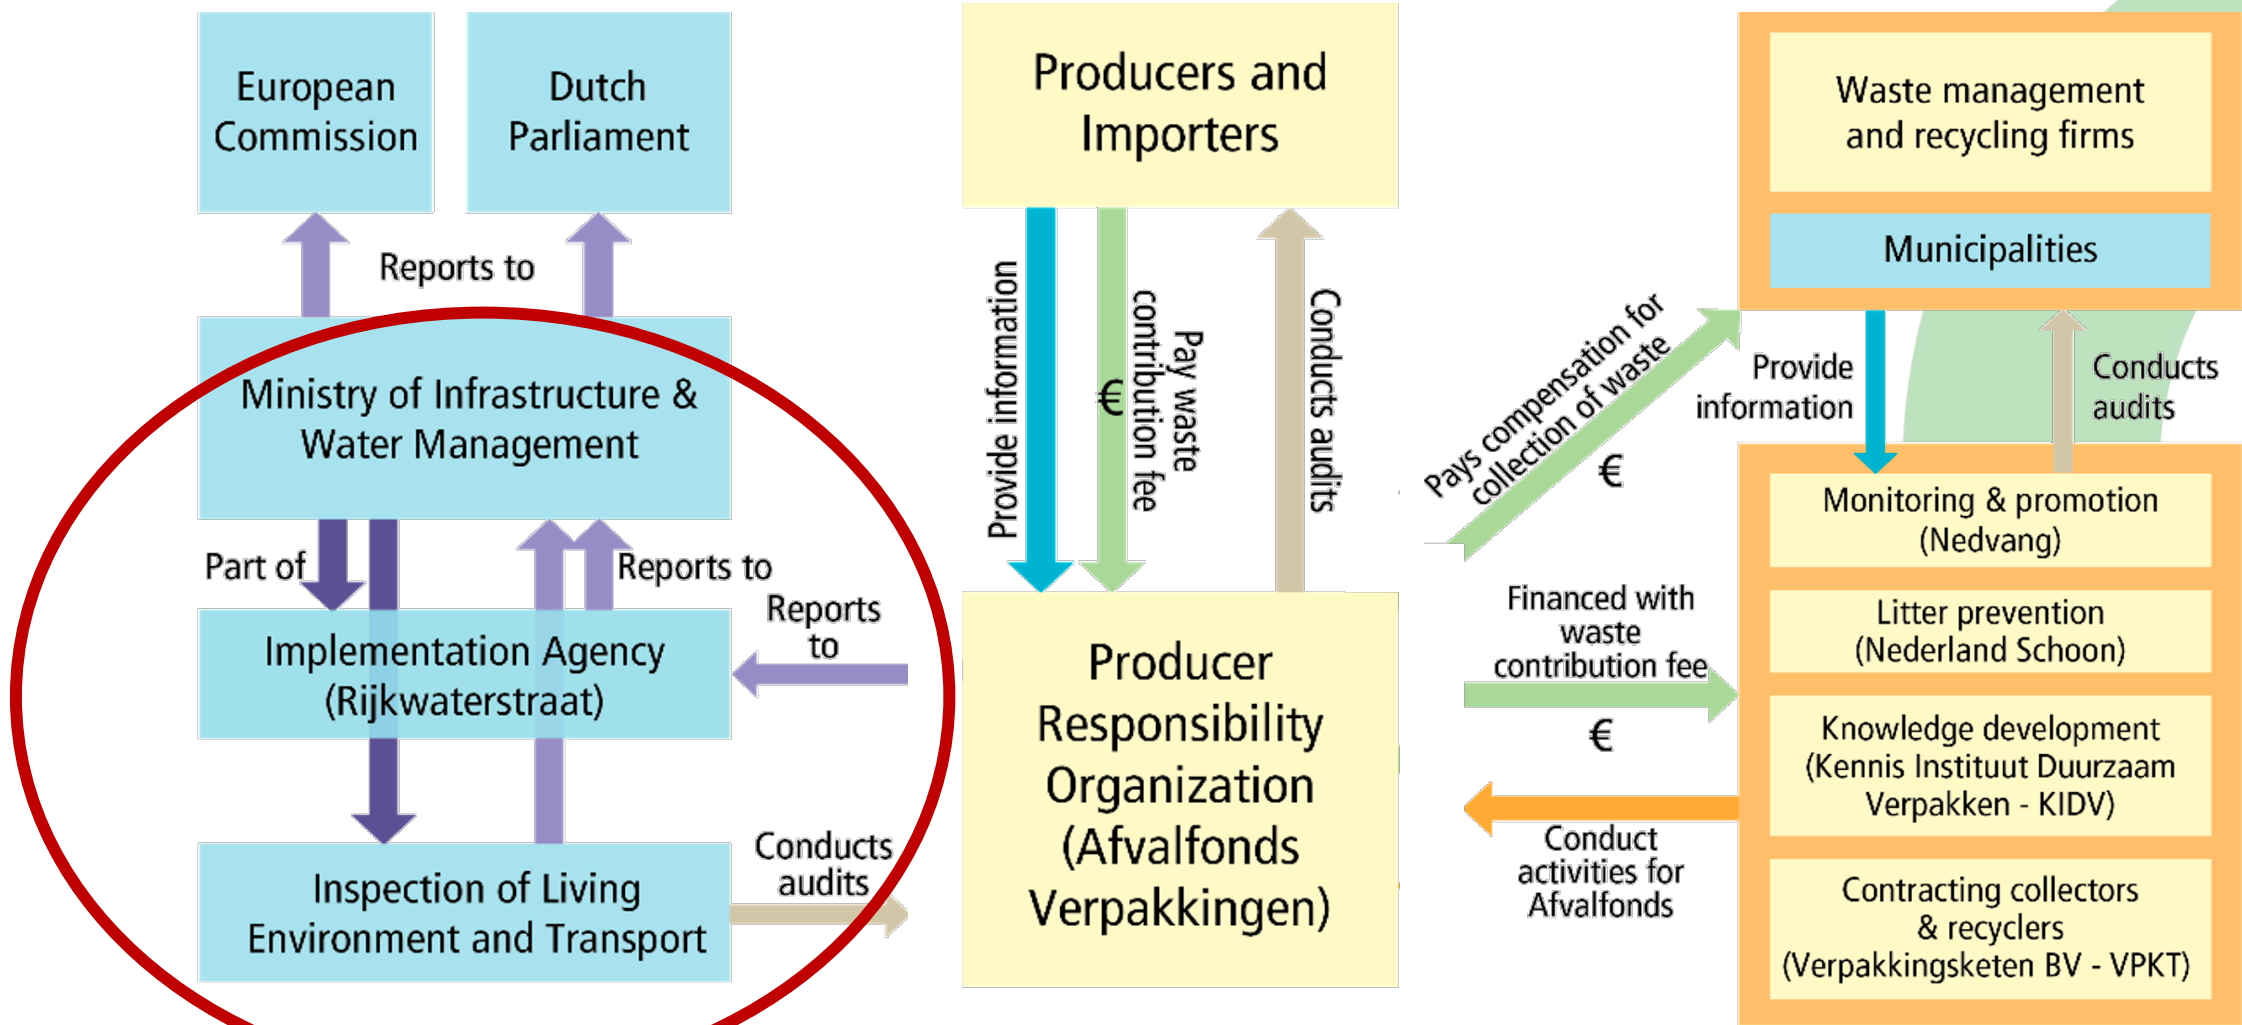 European
Commission
Dutch
Parliament
Reports to
Ministry of Infrastructure &
Water Management
Part of
Reports to
Implementation Agency
(Rijkwaterstraat)
Reports
to
Inspection of Living
Environment and Transport
Conducts
audits
Producers and
Importers
Provide information
€
Pay waste
contribution fee
Conducts audits
Producer
Responsibility
Organization
(Afvalfonds
Verpakkingen)
Pays compensation for
collection of waste
€
Financed with
waste
contribution fee
€
Conduct
activities for
Afvalfonds
Waste management
and recycling firms
Municipalities
Provide
information
Conducts
audits
Monitoring & promotion
(Nedvang)
Litter prevention
(Nederland Schoon)
Knowledge development
(Kennis Instituut Duurzaam
Verpakken - KIDV)
Contracting collectors
& recyclers
(Verpakkingsketen BV - VPKT)